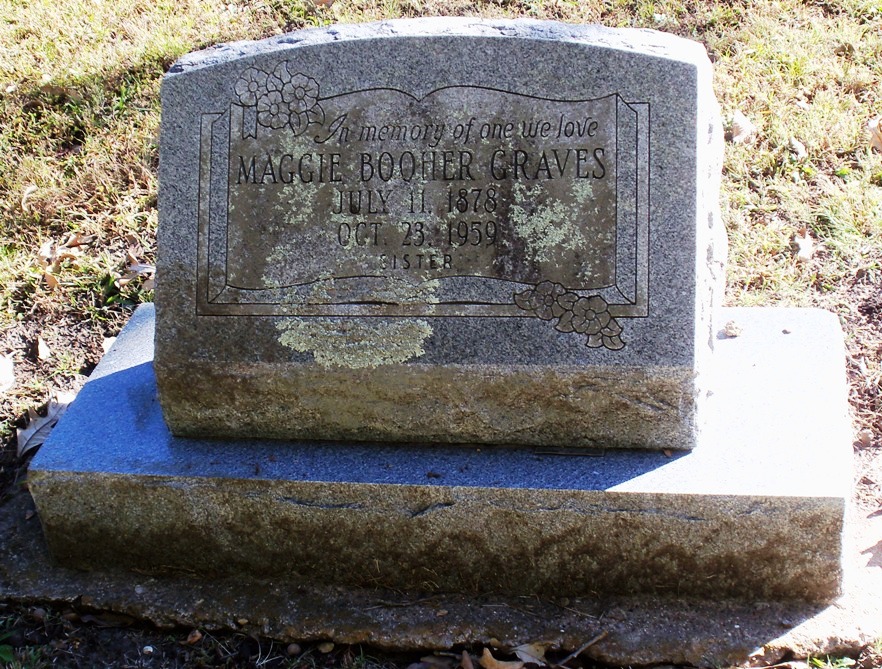 In memory of one we love
MAGGIE BOOHER GRAVES
JULY 11, 1878
OCT. 23, 1959
SISTER